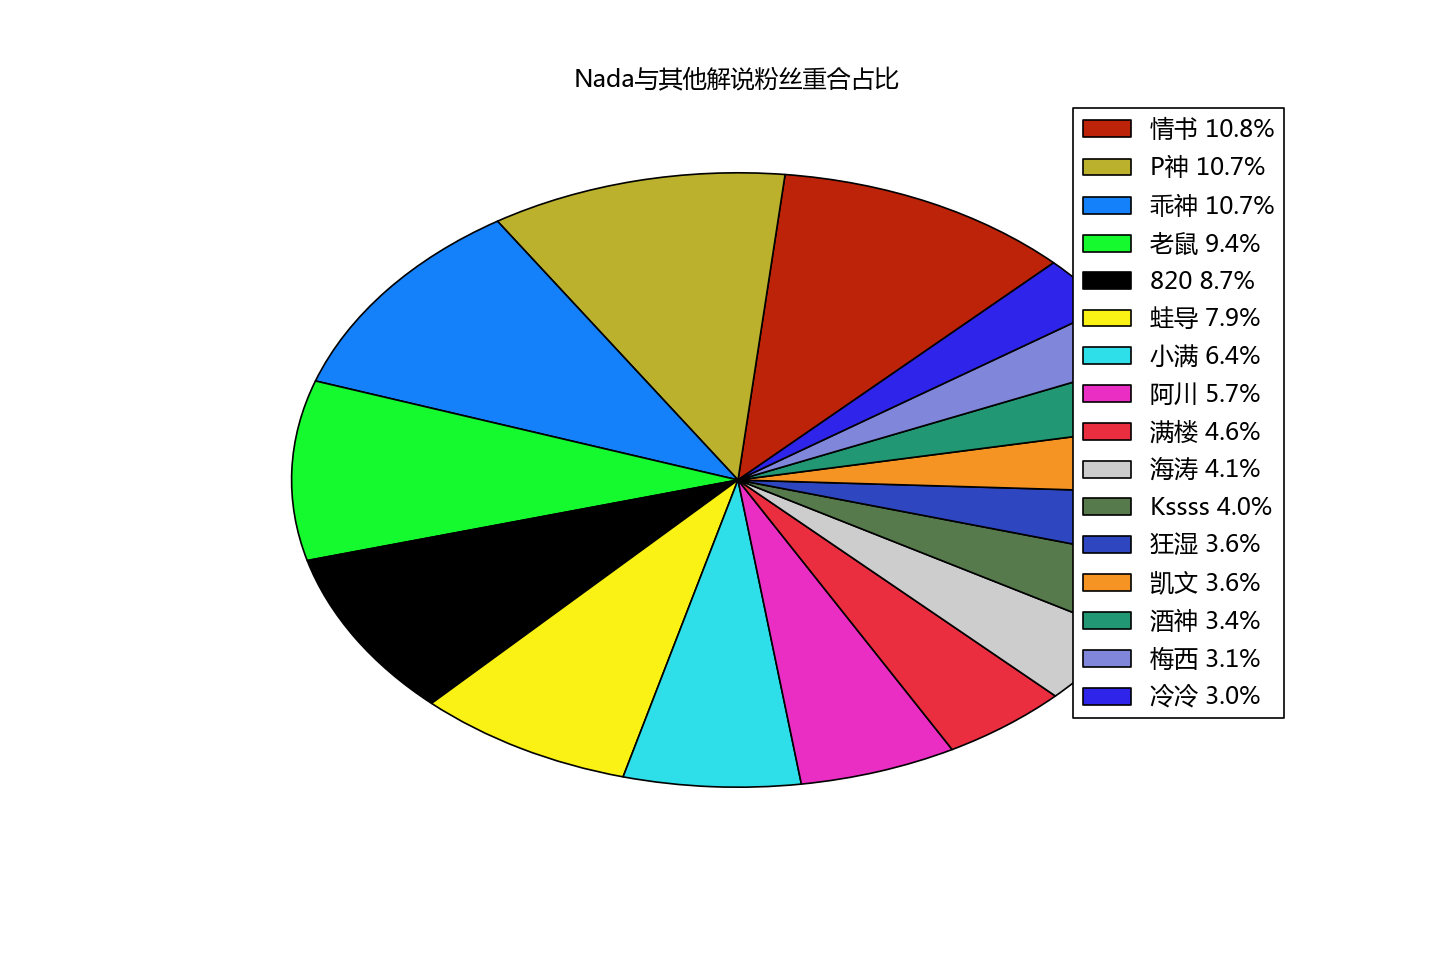 Nada与其他解说粉丝重合占比
情书 10.8%
P神 10.7%
乖神 10.7%
老鼠 9.4%
820 8.7%
蛙导 7.9%
小满 6.4%
阿川 5.7%
满楼 4.6%
海涛 4.1%
Kssss 4.0%
狂湿 3.6%
凯文 3.6%
酒神 3.4%
梅西 3.1%
冷冷 3.0%